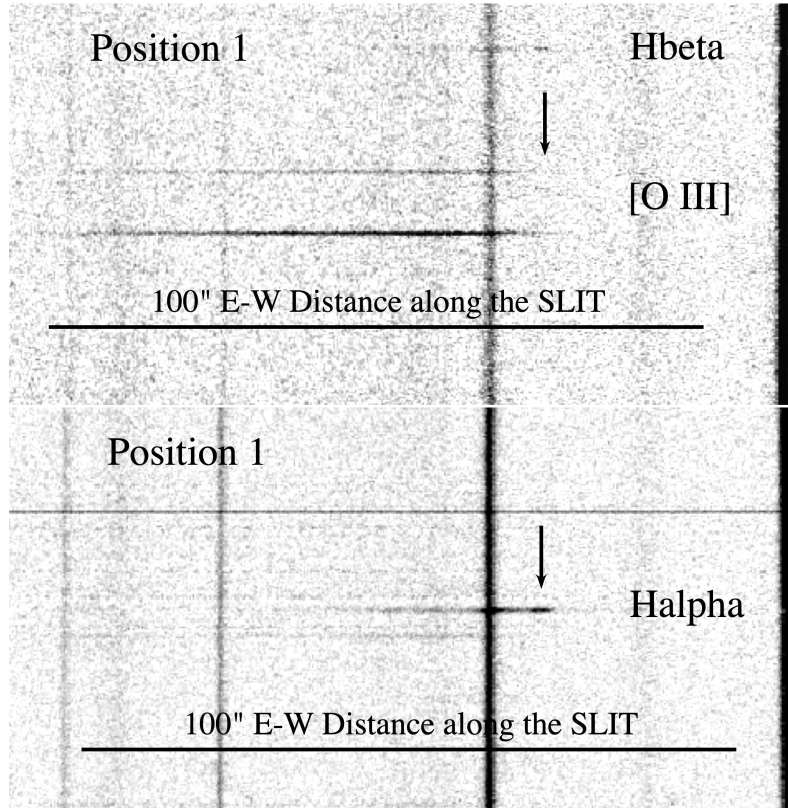 Position 1
Hbeta
[O III]
100" E-W Distance along the SLIT
Position 1
Halpha
100" E-W Distance along the SLIT